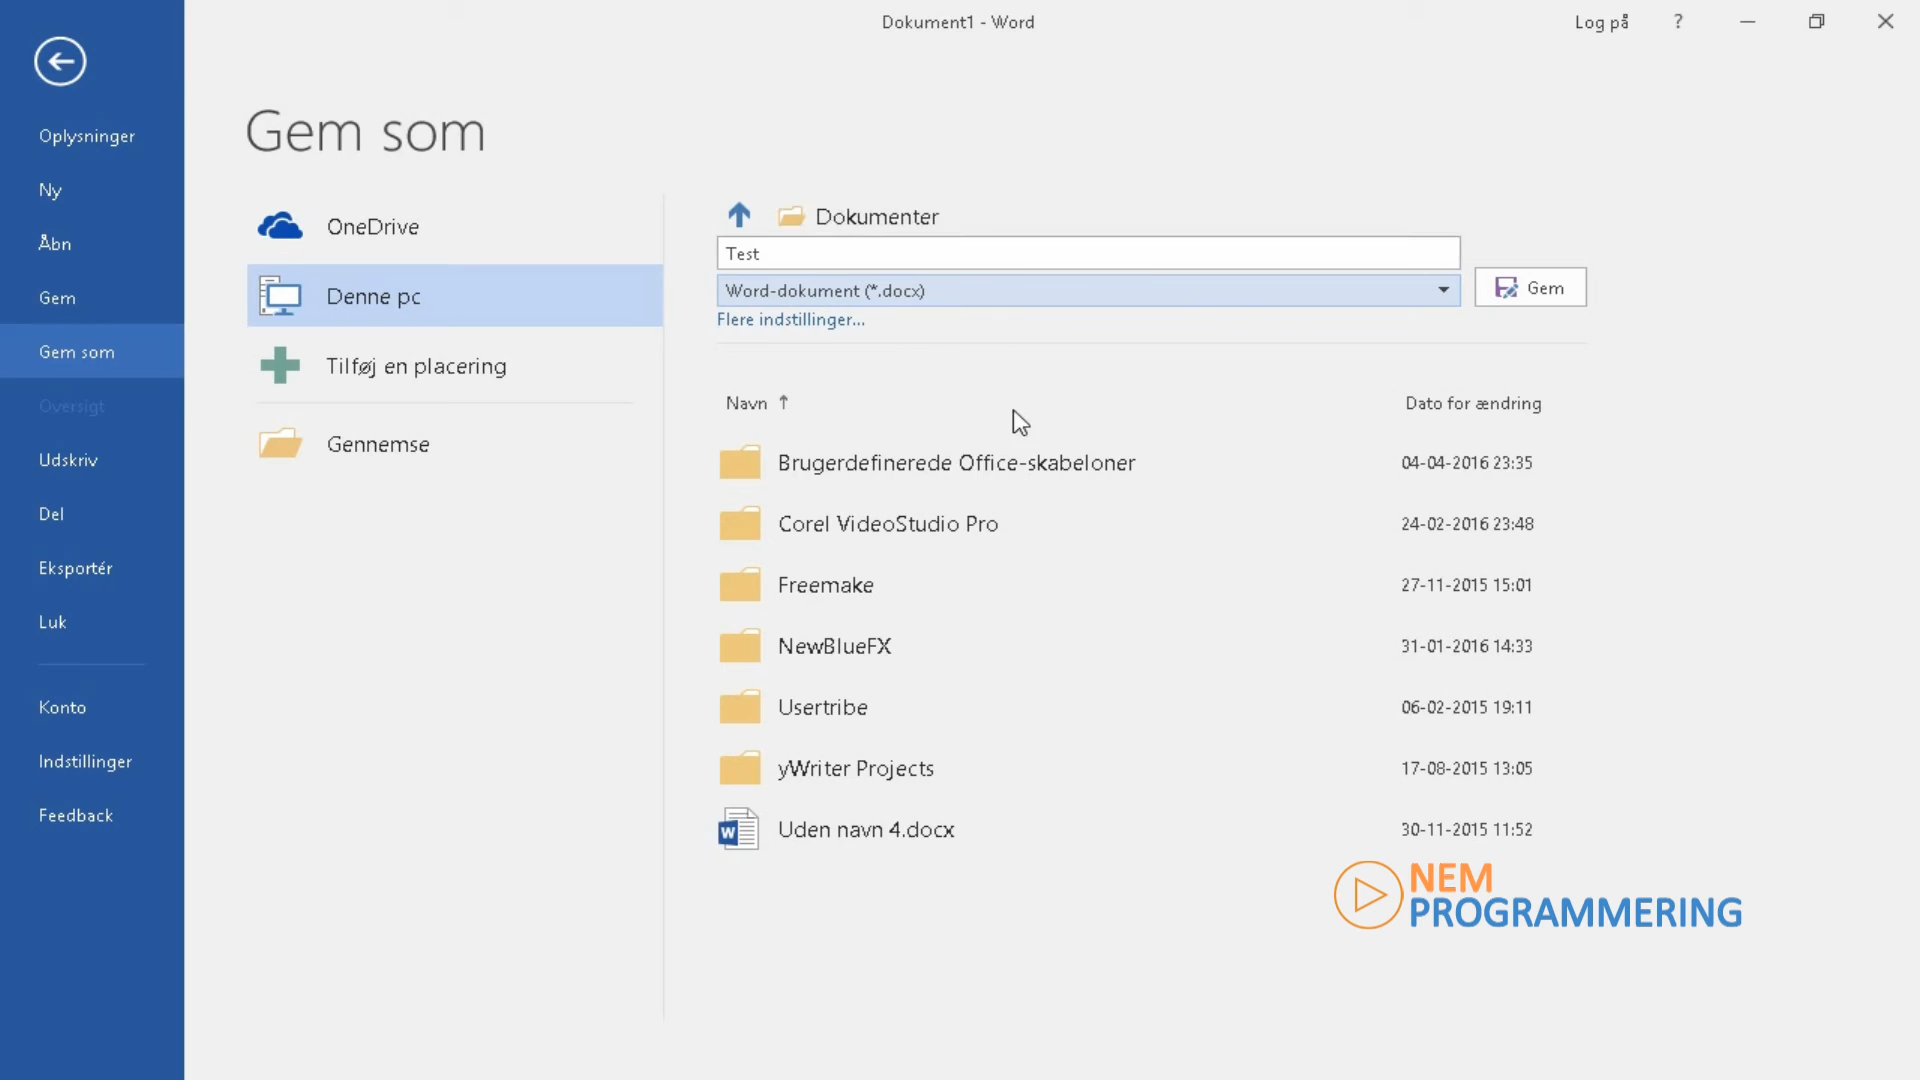 Dokument1 - Word
Log på
?
Oplysninger
Ny
Åbn
Gem
Gem som
Oversigt
Udskriv
Del
Eksportér
Luk
Konto
Indstillinger
Feedback
Gem som
OneDrive
Denne pc
Tilføj en placering
Gennemse
Dokumenter
Test
Word-dokument (*.docx)
Gem
Flere indstillinger...
Navn ↑ Dato for ændring
Brugerdefinerede Office-skabeloner 04-04-2016 23:35
Corel VideoStudio Pro 24-02-2016 23:48
Freemake 27-11-2015 15:01
NewBlueFX 31-01-2016 14:33
Usertribe 06-02-2015 19:11
yWriter Projects 17-08-2015 13:05
W
Uden navn 4.docx 30-11-2015 11:52
NEM
PROGRAMMERING